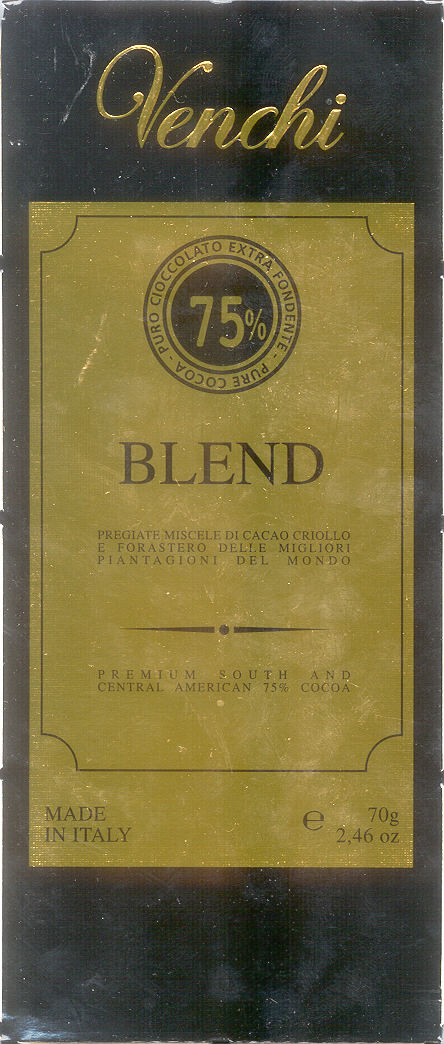 Venchi
PURO CIOCCOLATO EXTRA FONDENTE - PURE COCOA -
75%
BLEND
PREGIATE MISCELE DI CACAO CRIOLLO
E FORASTERO DELLE MIGLIORI
PIANTAGIONI DEL MONDO
PREMIUM SOUTH AND
CENTRAL AMERICAN 75% COCOA
MADE
IN ITALY
℮ 70g
2,46 oz